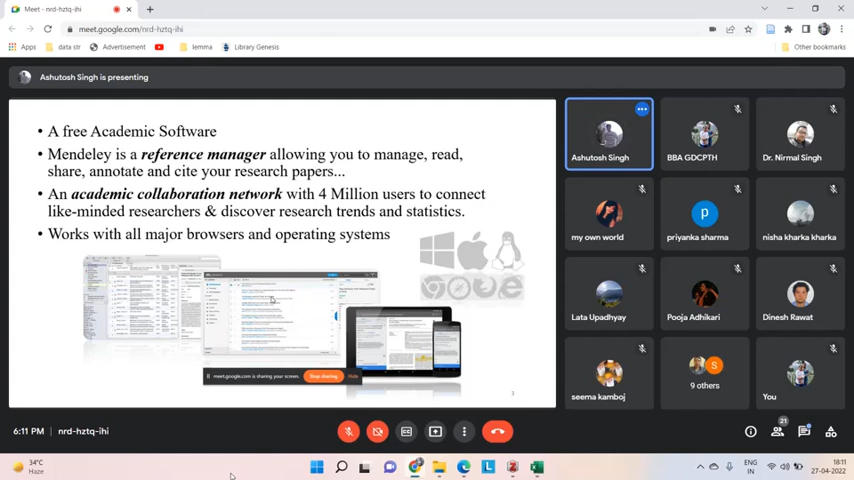 Meet - nrd-hztq-ihi
meet.google.com/nrd-hztq-ihi
Apps
data str
Advertisement
lemma
Library Genesis
Other bookmarks
Ashutosh Singh is presenting
• A free Academic Software
• Mendeley is a reference manager allowing you to manage, read,
share, annotate and cite your research papers...
• An academic collaboration network with 4 Million users to connect
like-minded researchers & discover research trends and statistics.
• Works with all major browsers and operating systems
meet.google.com is sharing your screen.
Stop sharing
Hide
3
Ashutosh Singh
BBA GDCPTH
Dr. Nirmal Singh
my own world
p
priyanka sharma
nisha kharka kharka
Lata Upadhyay
Pooja Adhikari
Dinesh Rawat
seema kamboj
S
9 others
You
6:11 PM
nrd-hztq-ihi
21
34°C
Haze
L
ENG
IN
18:11
27-04-2022